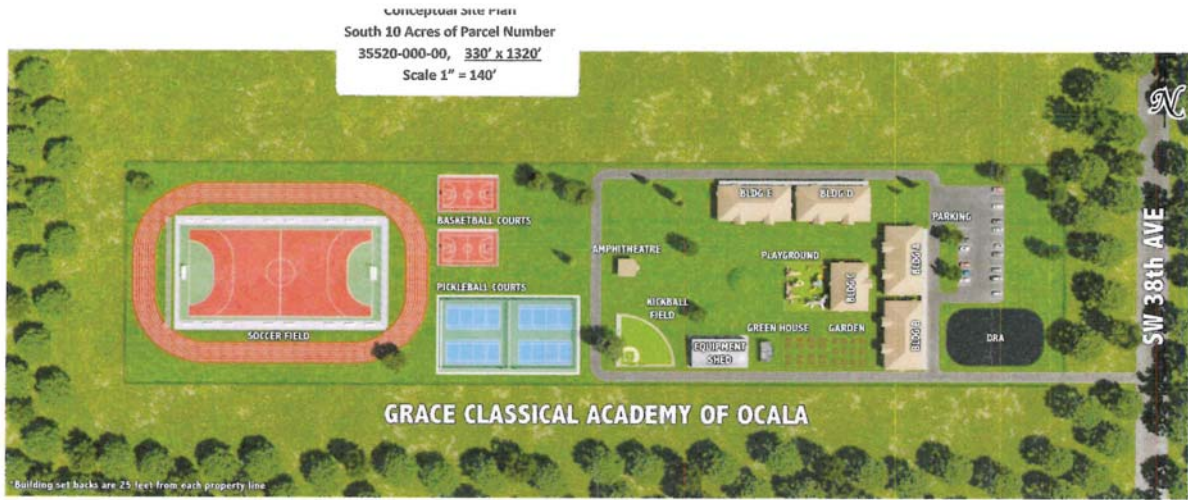 Conceptual Site Plan
South 10 Acres of Parcel Number
35520-000-00, 330' x 1320'
Scale 1" = 140'
N
BLDG E
BLDG D
BASKETBALL COURTS
PARKING
SW 38th AVE
AMPHITHEATRE
PLAYGROUND
BLDG A
BLDG C
PICKLEBALL COURTS
KICKBALL
FIELD
SOCCER FIELD
GREEN HOUSE
GARDEN
BLDG B
DRA
EQUIPMENT
SHED
GRACE CLASSICAL ACADEMY OF OCALA
*Building set backs are 25 feet from each property line